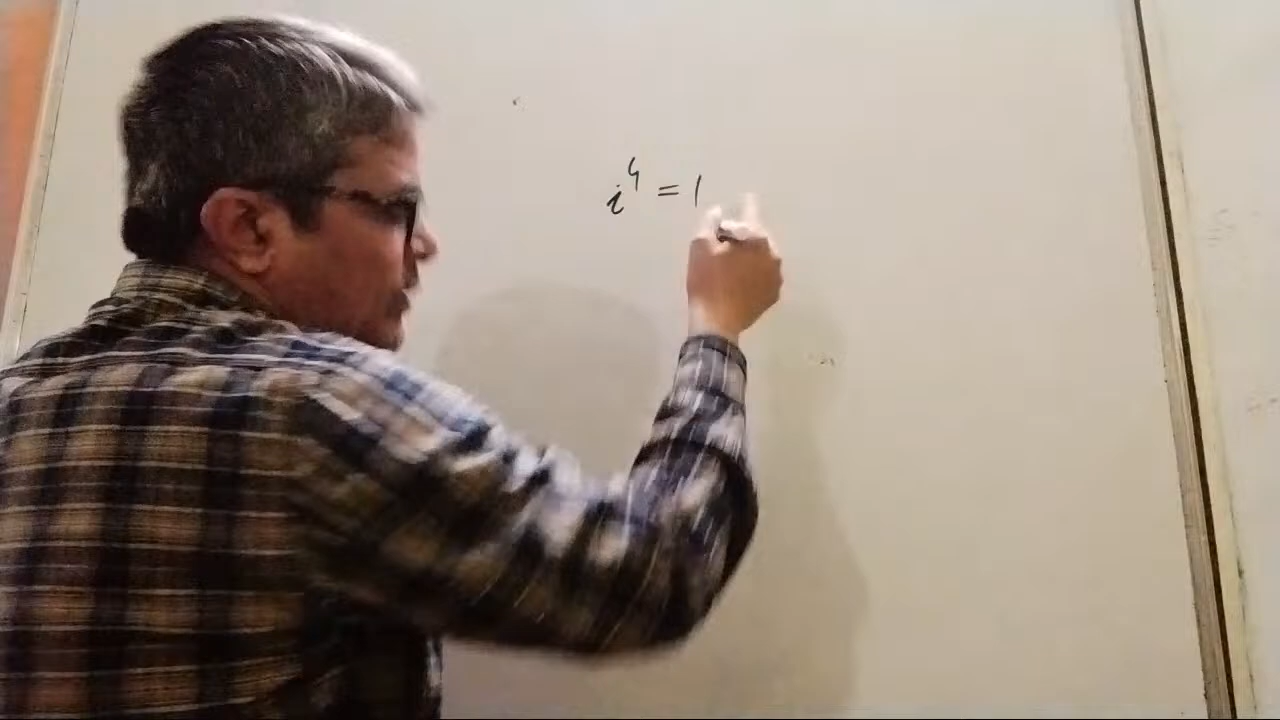 i⁴ = 1